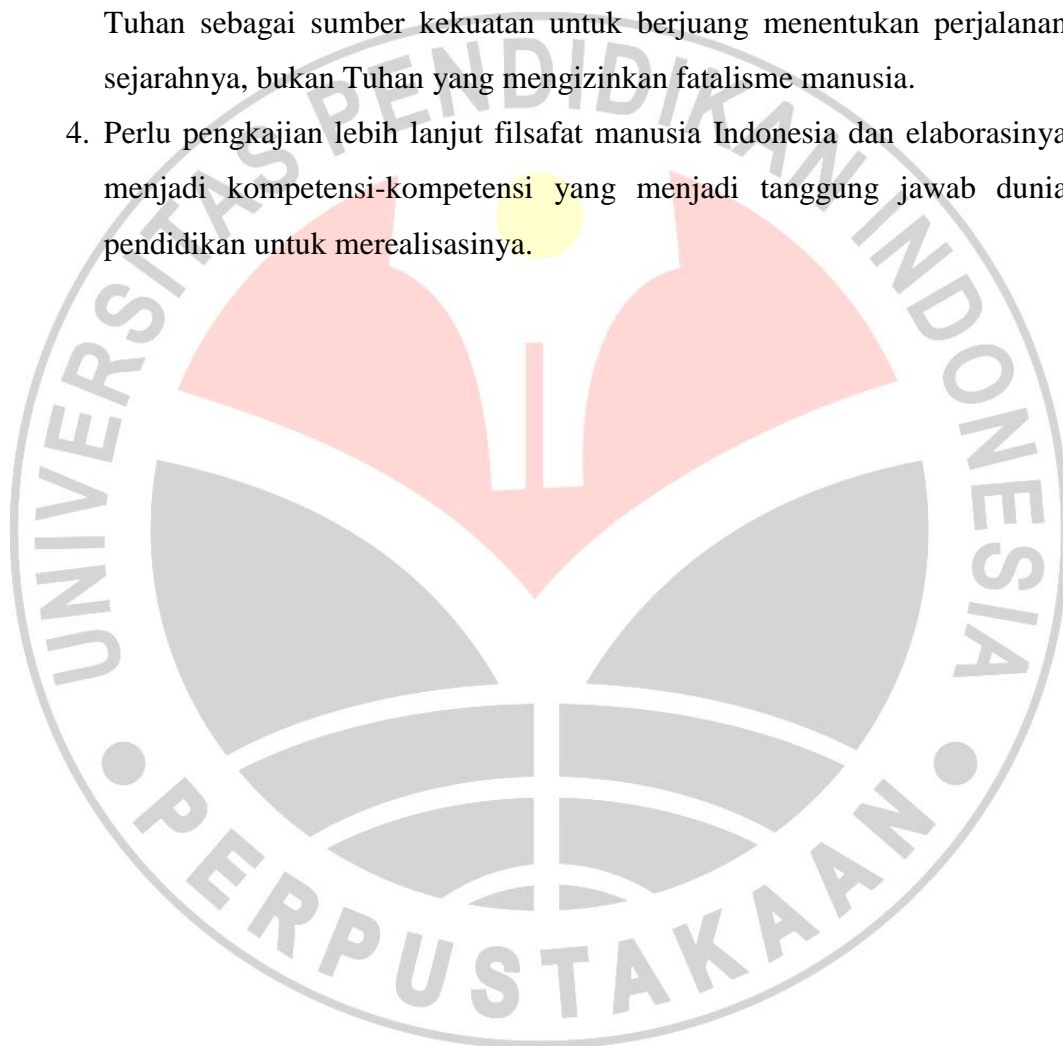 Tuhan sebagai sumber kekuatan untuk berjuang menentukan perjalanan
sejarahnya, bukan Tuhan yang mengizinkan fatalisme manusia.
4. Perlu pengkajian lebih lanjut filsafat manusia Indonesia dan elaborasinya
menjadi kompetensi-kompetensi yang menjadi tanggung jawab dunia
pendidikan untuk merealisasinya.
UNIVERSITAS PENDIDIKAN INDONESIA
PERPUSTAKAAN